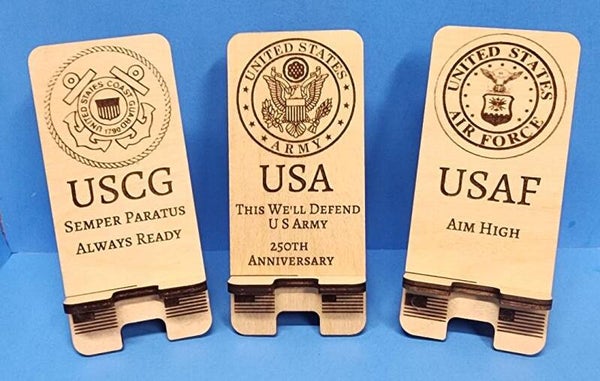 UNITED STATES COAST GUARD
1790
USCG
SEMPER PARATUS
ALWAYS READY
UNITED STATES
ARMY
USA
THIS WE'LL DEFEND
U S ARMY
250TH
ANNIVERSARY
UNITED STATES
AIR FORCE
USAF
AIM HIGH